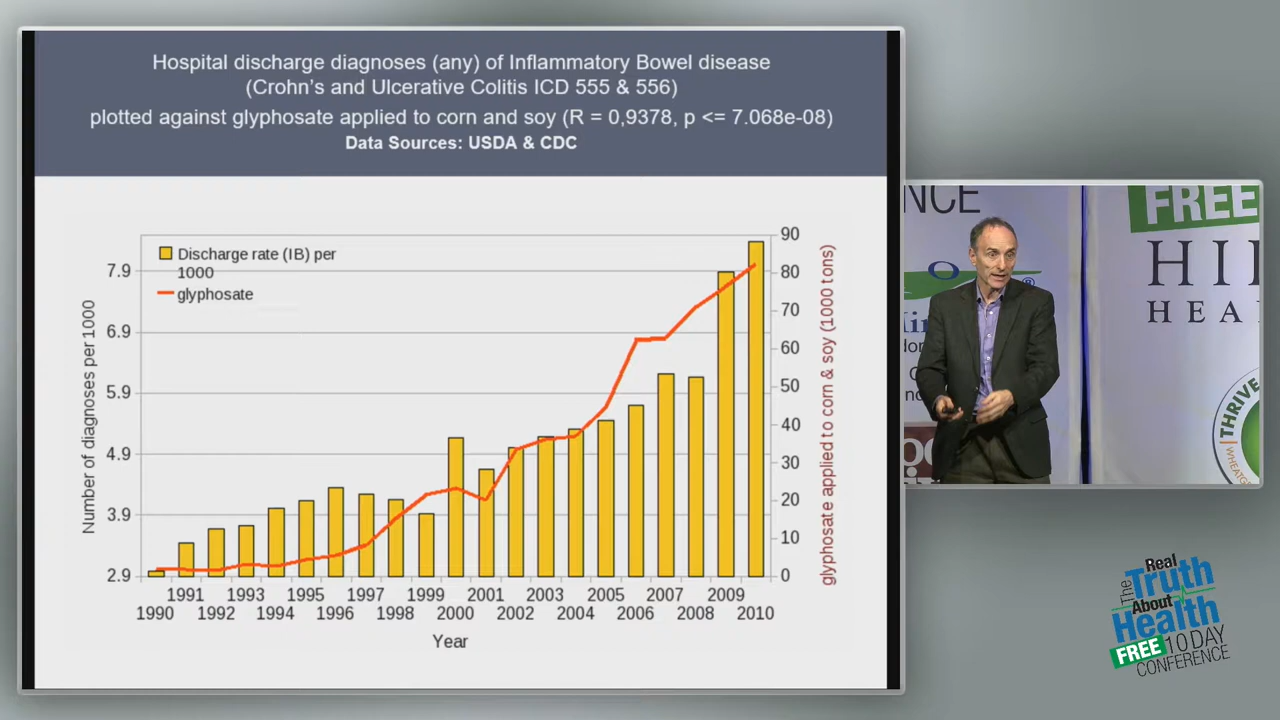 Hospital discharge diagnoses (any) of Inflammatory Bowel disease
(Crohn's and Ulcerative Colitis ICD 555 & 556)
plotted against glyphosate applied to corn and soy (R = 0,9378, p <= 7.068e-08)
Data Sources: USDA & CDC
Discharge rate (IB) per
1000
glyphosate
Number of diagnoses per 1000
7.9
6.9
5.9
4.9
3.9
2.9
90
80
70
60
50
40
30
20
10
0
glyphosate applied to corn & soy (1000 tons)
1991 1993 1995 1997 1999 2001 2003 2005 2007 2009
1990 1992 1994 1996 1998 2000 2002 2004 2006 2008 2010
Year
NCE
FREE
HI
HEA
THRIVE
The Real
Truth
About
Health
FREE 10 DAY
CONFERENCE